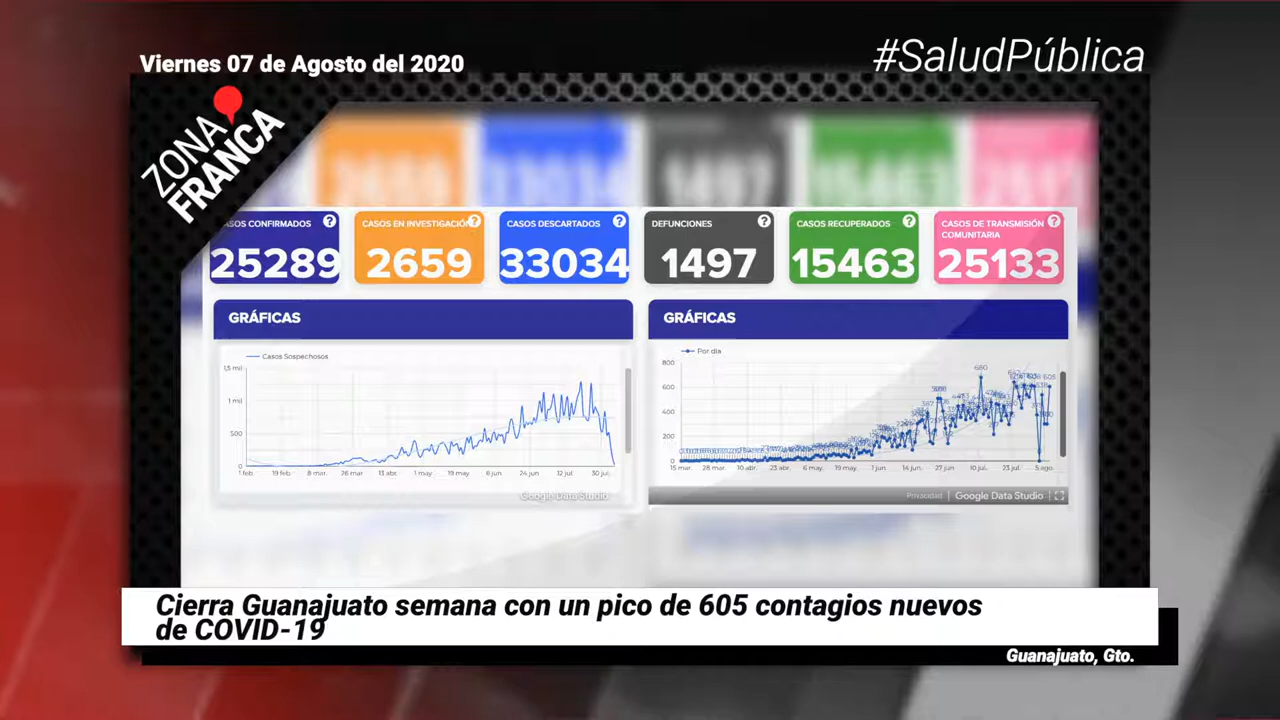 Viernes 07 de Agosto del 2020
#SaludPública
ZONA
FRANCA
CASOS CONFIRMADOS
25289
CASOS EN INVESTIGACIÓN
2659
CASOS DESCARTADOS
33034
DEFUNCIONES
1497
CASOS RECUPERADOS
15463
CASOS DE TRANSMISIÓN
COMUNITARIA
25133
GRÁFICAS
Casos Sospechosos
1,5 mil
1 mil
500
0
1 feb. 19 feb. 8 mar. 26 mar. 13 abr. 1 may. 19 may. 6 jun. 24 jun. 12 jul. 30 jul.
Google Data Studio
GRÁFICAS
Por día
800
600
400
200
0
680
605
15 mar. 28 mar. 10 abr. 23 abr. 6 may. 19 may. 1 jun. 14 jun. 27 jun. 10 jul. 23 jul. 5 ago.
Privacidad Google Data Studio
Cierra Guanajuato semana con un pico de 605 contagios nuevos
de COVID-19
Guanajuato, Gto.